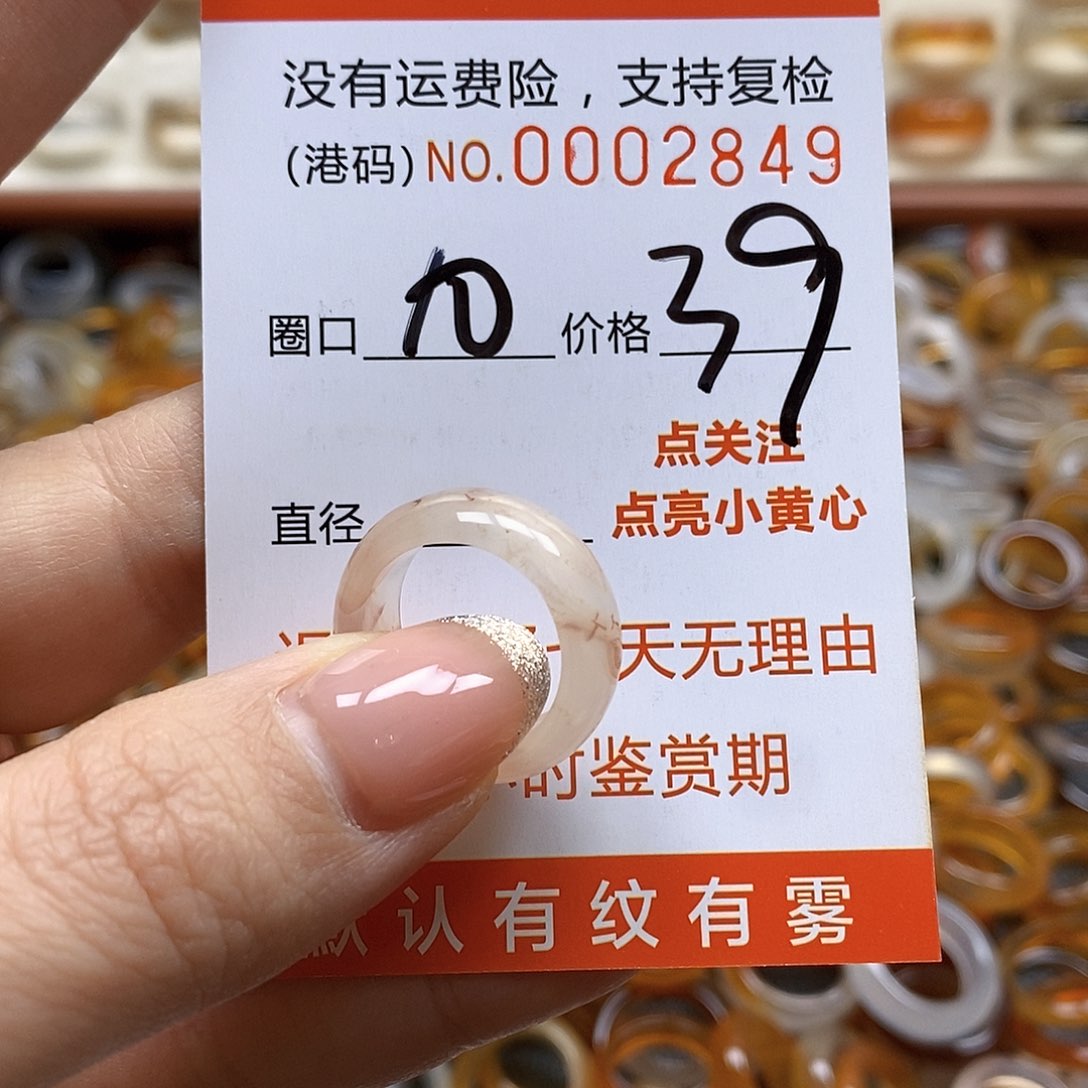 没有运费险，支持复检
(港码) NO.0002849
圈口 10 价格 39
点关注
直径 点亮小黄心
天无理由
时鉴赏期
默认有纹有雾